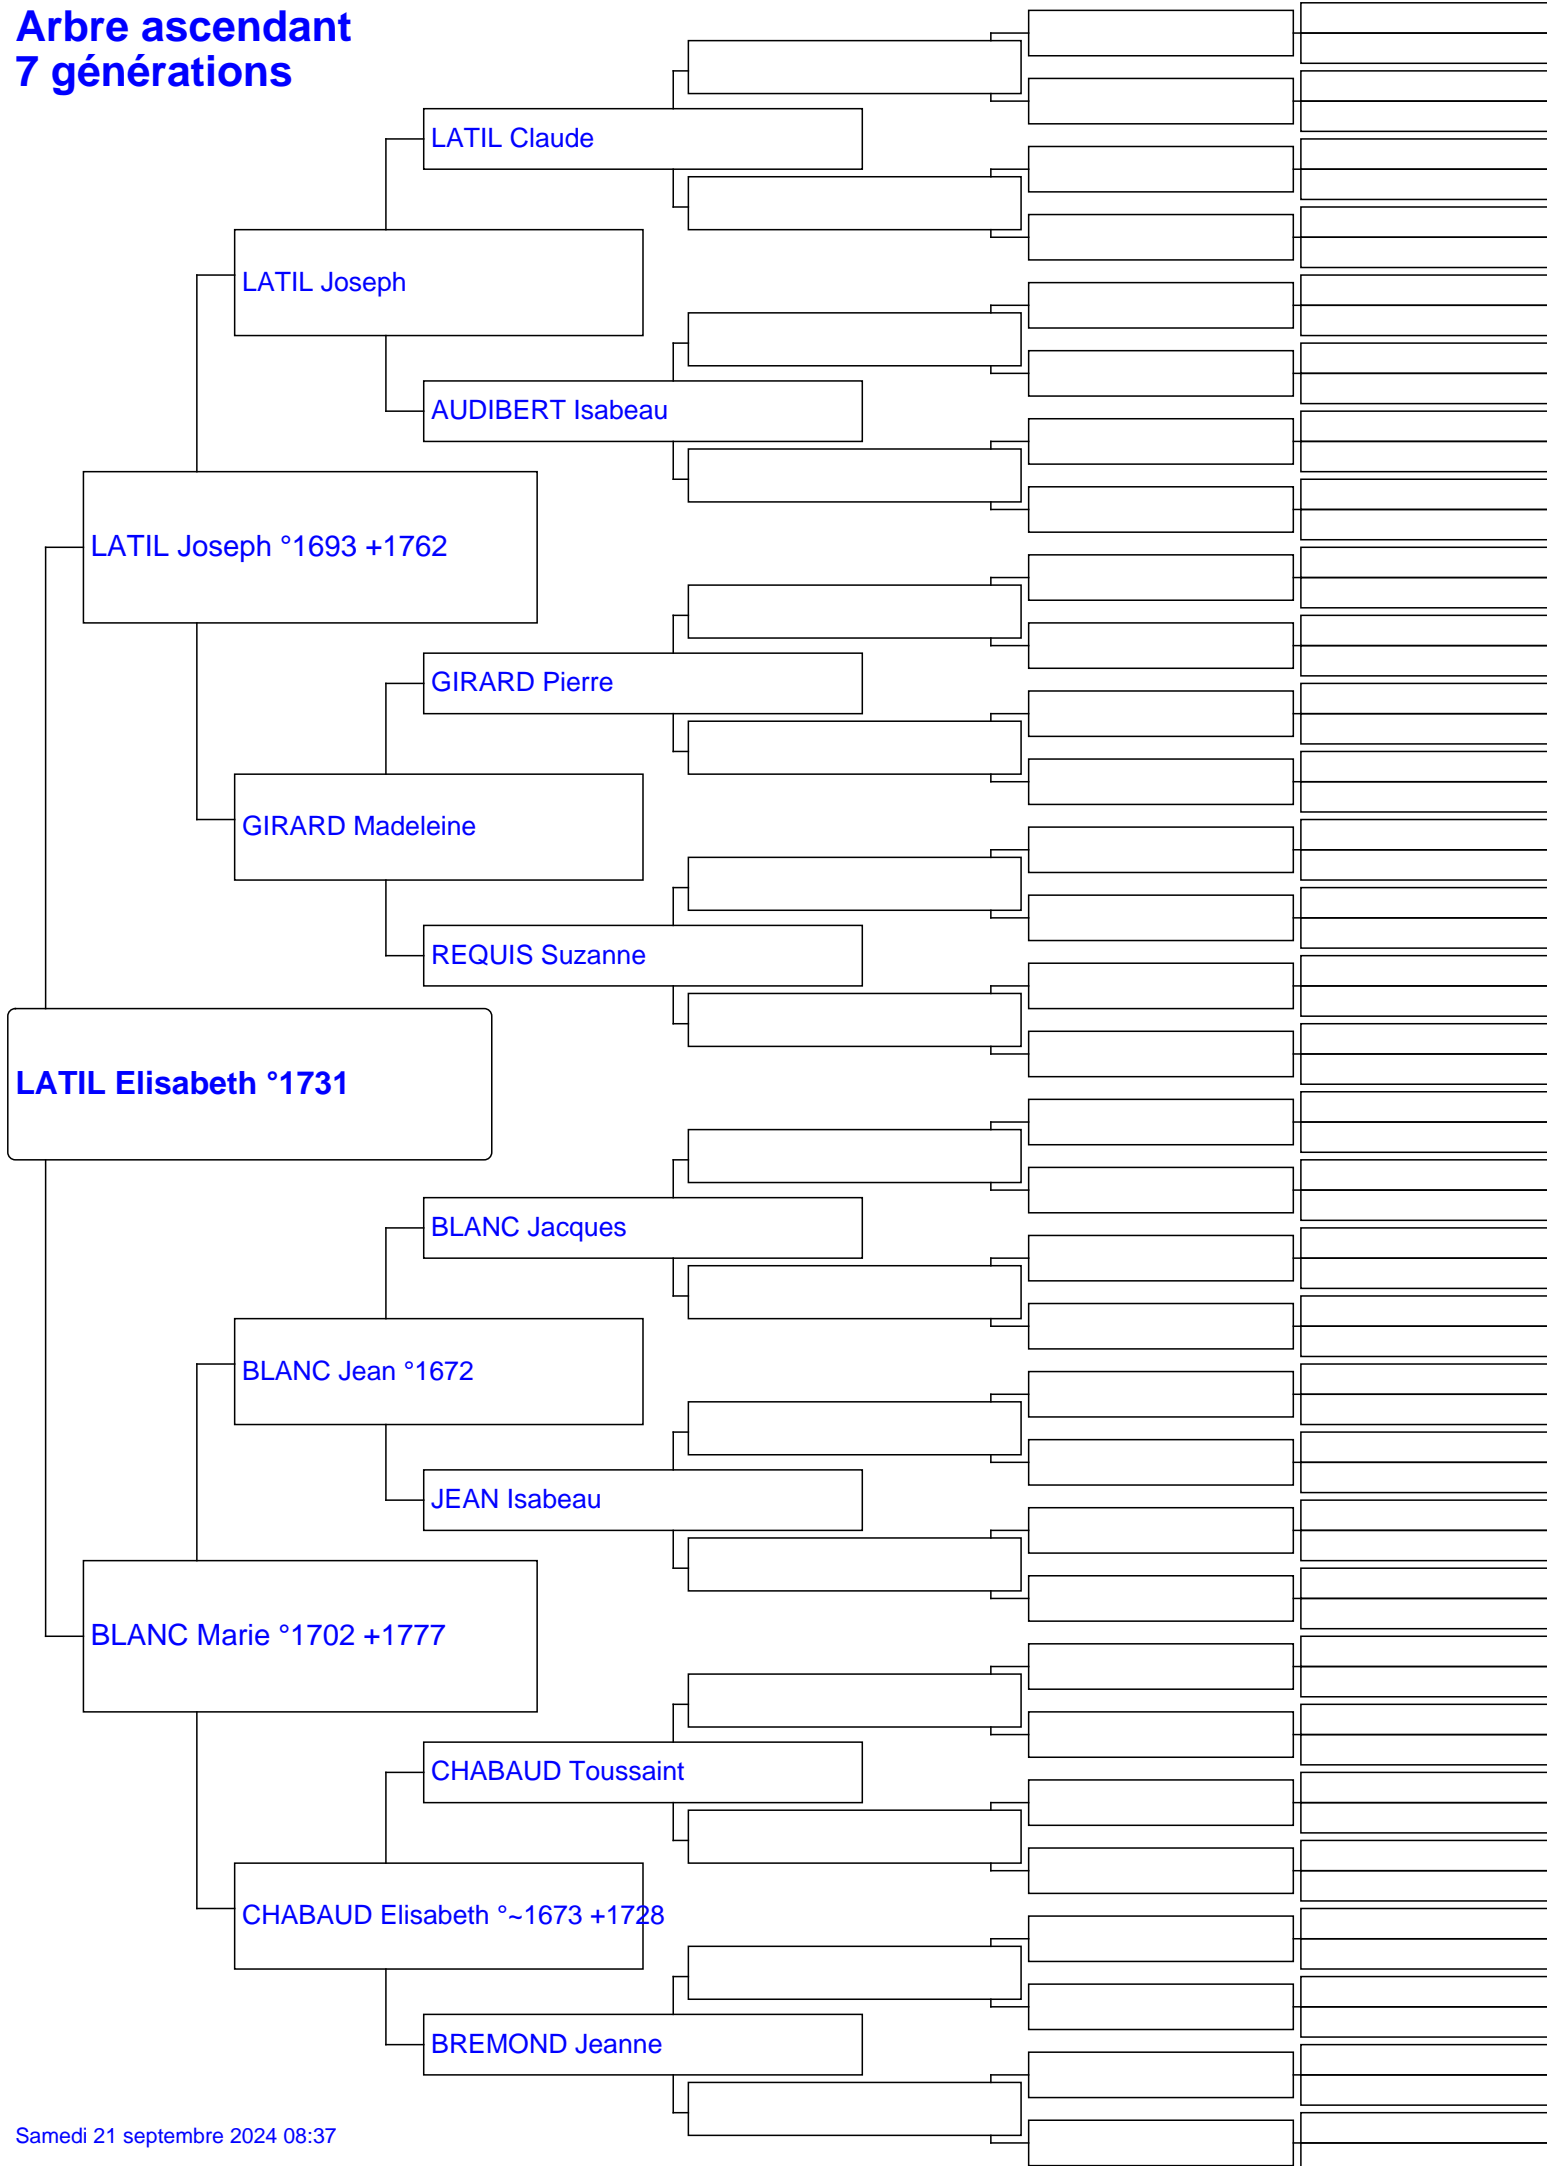 Arbre ascendant
7 générations
LATIL Claude
LATIL Joseph
AUDIBERT Isabeau
LATIL Joseph °1693 +1762
GIRARD Pierre
GIRARD Madeleine
REQUIS Suzanne
LATIL Elisabeth °1731
BLANC Jacques
BLANC Jean °1672
JEAN Isabeau
BLANC Marie °1702 +1777
CHABAUD Toussaint
CHABAUD Elisabeth °~1673 +1728
BREMOND Jeanne
Samedi 21 septembre 2024 08:37